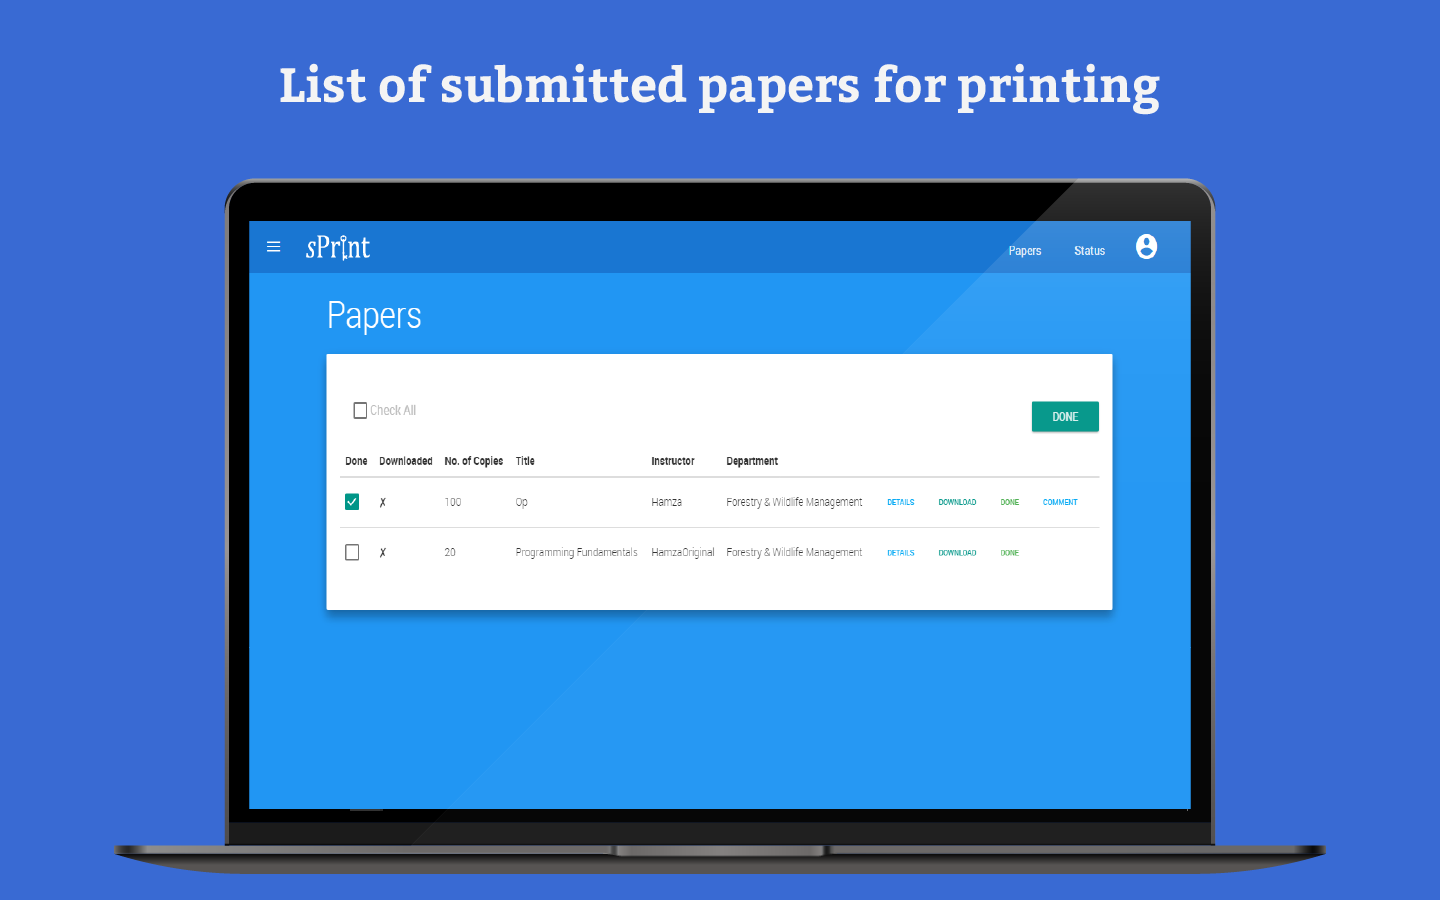 List of submitted papers for printing
sPrint
Papers Status
Papers
Check All
DONE
Done Downloaded No. of Copies Title Instructor Department
✗ 100 Op Hamza Forestry & Wildlife Management DETAILS DOWNLOAD DONE COMMENT
✗ 20 Programming Fundamentals HamzaOriginal Forestry & Wildlife Management DETAILS DOWNLOAD DONE